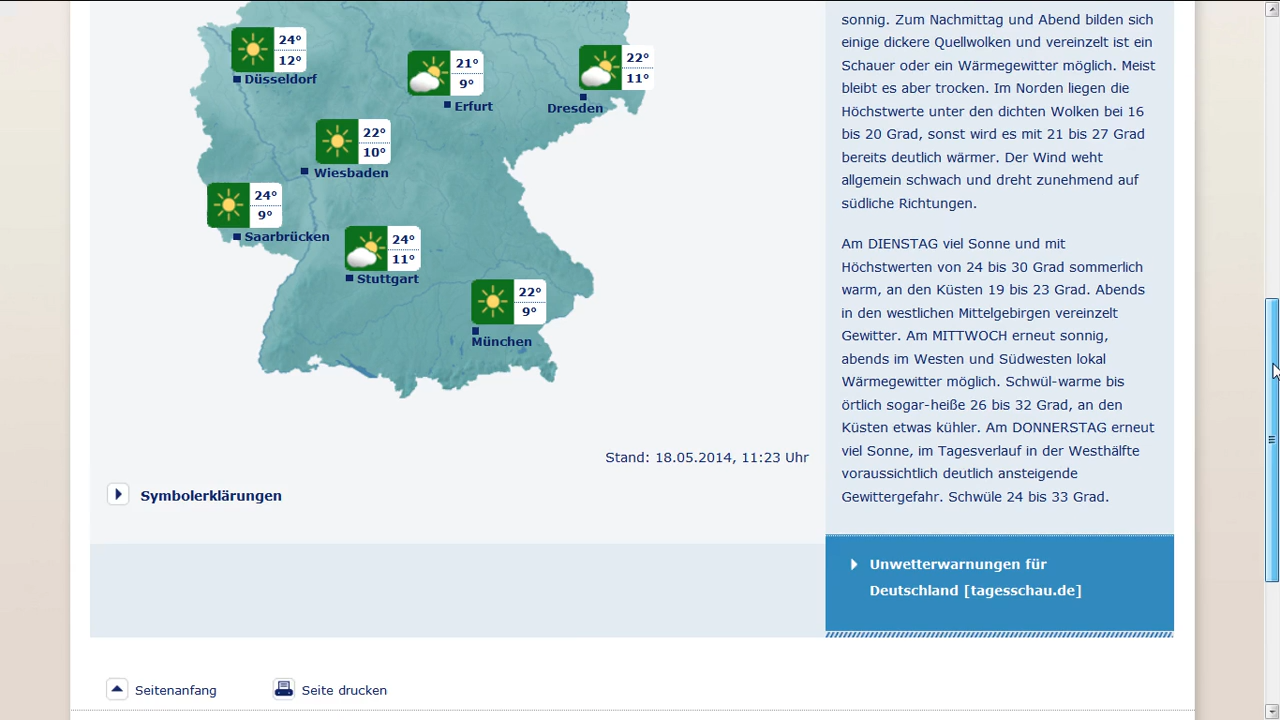 24°
12°
Düsseldorf
21°
9°
Erfurt
22°
11°
Dresden
22°
10°
Wiesbaden
24°
9°
Saarbrücken
24°
11°
Stuttgart
22°
9°
München
Stand: 18.05.2014, 11:23 Uhr
Symbolerklärungen
sonnig. Zum Nachmittag und Abend bilden sich
einige dickere Quellwolken und vereinzelt ist ein
Schauer oder ein Wärmegewitter möglich. Meist
bleibt es aber trocken. Im Norden liegen die
Höchstwerte unter den dichten Wolken bei 16
bis 20 Grad, sonst wird es mit 21 bis 27 Grad
bereits deutlich wärmer. Der Wind weht
allgemein schwach und dreht zunehmend auf
südliche Richtungen.
Am DIENSTAG viel Sonne und mit
Höchstwerten von 24 bis 30 Grad sommerlich
warm, an den Küsten 19 bis 23 Grad. Abends
in den westlichen Mittelgebirgen vereinzelt
Gewitter. Am MITTWOCH erneut sonnig,
abends im Westen und Südwesten lokal
Wärmegewitter möglich. Schwül-warme bis
örtlich sogar-heiße 26 bis 32 Grad, an den
Küsten etwas kühler. Am DONNERSTAG erneut
viel Sonne, im Tagesverlauf in der Westhälfte
voraussichtlich deutlich ansteigende
Gewittergefahr. Schwüle 24 bis 33 Grad.
Unwetterwarnungen für
Deutschland [tagesschau.de]
Seitenanfang
Seite drucken